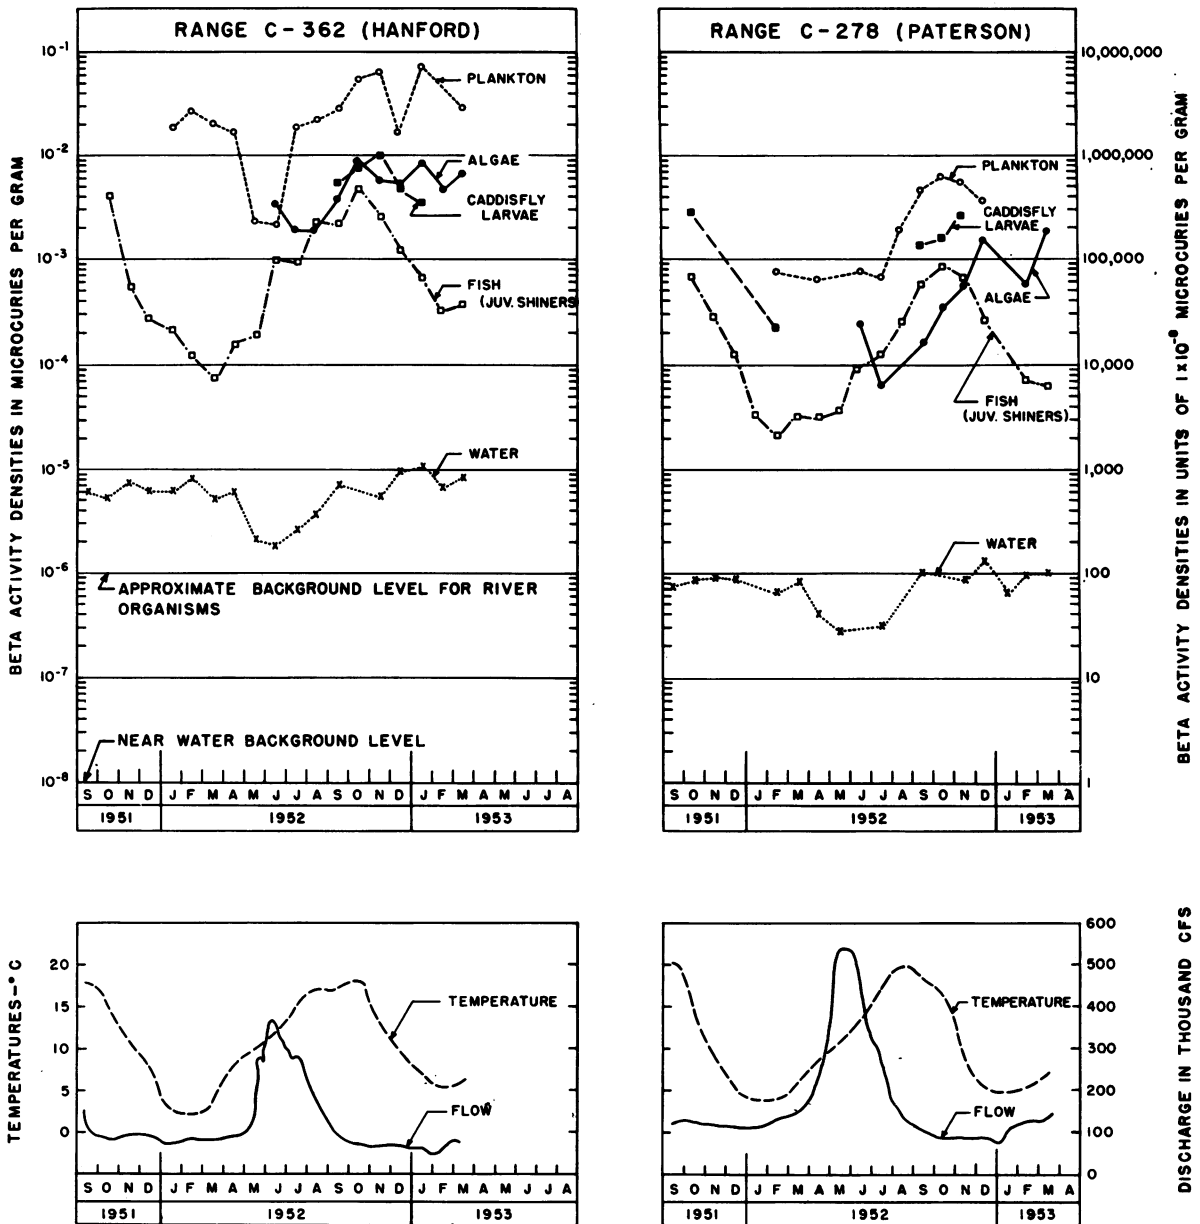 RANGE C-362 (HANFORD)
RANGE C-278 (PATERSON)
BETA ACTIVITY DENSITIES IN MICROCURIES PER GRAM
10⁻¹
10⁻²
10⁻³
10⁻⁴
10⁻⁵
10⁻⁶
10⁻⁷
10⁻⁸
PLANKTON
ALGAE
CADDISFLY
LARVAE
FISH
(JUV. SHINERS)
WATER
APPROXIMATE BACKGROUND LEVEL FOR RIVER
ORGANISMS
NEAR WATER BACKGROUND LEVEL
S O N D J F M A M J J A S O N D J F M A M J J A
1951 1952 1953
PLANKTON
CADDISFLY
LARVAE
ALGAE
FISH
(JUV. SHINERS)
WATER
10,000,000
1,000,000
100,000
10,000
1,000
100
10
1
BETA ACTIVITY DENSITIES IN UNITS OF 1x10⁻⁸ MICROCURIES PER GRAM
S O N D J F M A M J J A S O N D J F M A
1951 1952 1953
TEMPERATURES-°C
20
15
10
5
0
TEMPERATURE
FLOW
S O N D J F M A M J J A S O N D J F M A M J J A
1951 1952 1953
TEMPERATURE
FLOW
600
500
400
300
200
100
0
DISCHARGE IN THOUSAND CFS
S O N D J F M A M J J A S O N D J F M A
1951 1952 1953